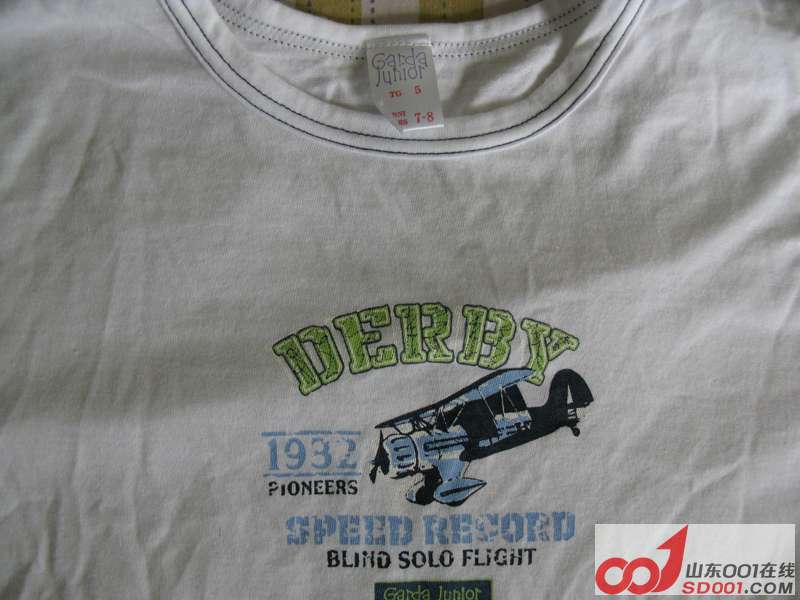 Garda
Junior
TG 5
7-8
DERBY
1932
PIONEERS
SPEED RECORD
BLIND SOLO FLIGHT
Garda Junior
山东001在线
SD001.COM